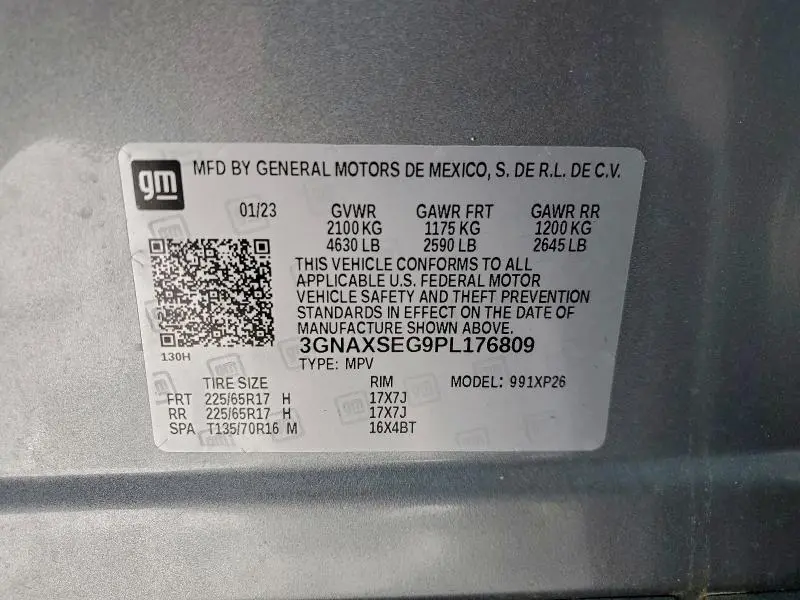 gm MFD BY GENERAL MOTORS DE MEXICO, S. DE R.L. DE C.V.
01/23 GVWR GAWR FRT GAWR RR
2100 KG 1175 KG 1200 KG
4630 LB 2590 LB 2645 LB
THIS VEHICLE CONFORMS TO ALL
APPLICABLE U.S. FEDERAL MOTOR
VEHICLE SAFETY AND THEFT PREVENTION
STANDARDS IN EFFECT ON THE DATE OF
MANUFACTURE SHOWN ABOVE.
130H
3GNAXSEG9PL176809
TYPE: MPV
TIRE SIZE RIM MODEL: 991XP26
FRT 225/65R17 H 17X7J
RR 225/65R17 H 17X7J
SPA T135/70R16 M 16X4BT